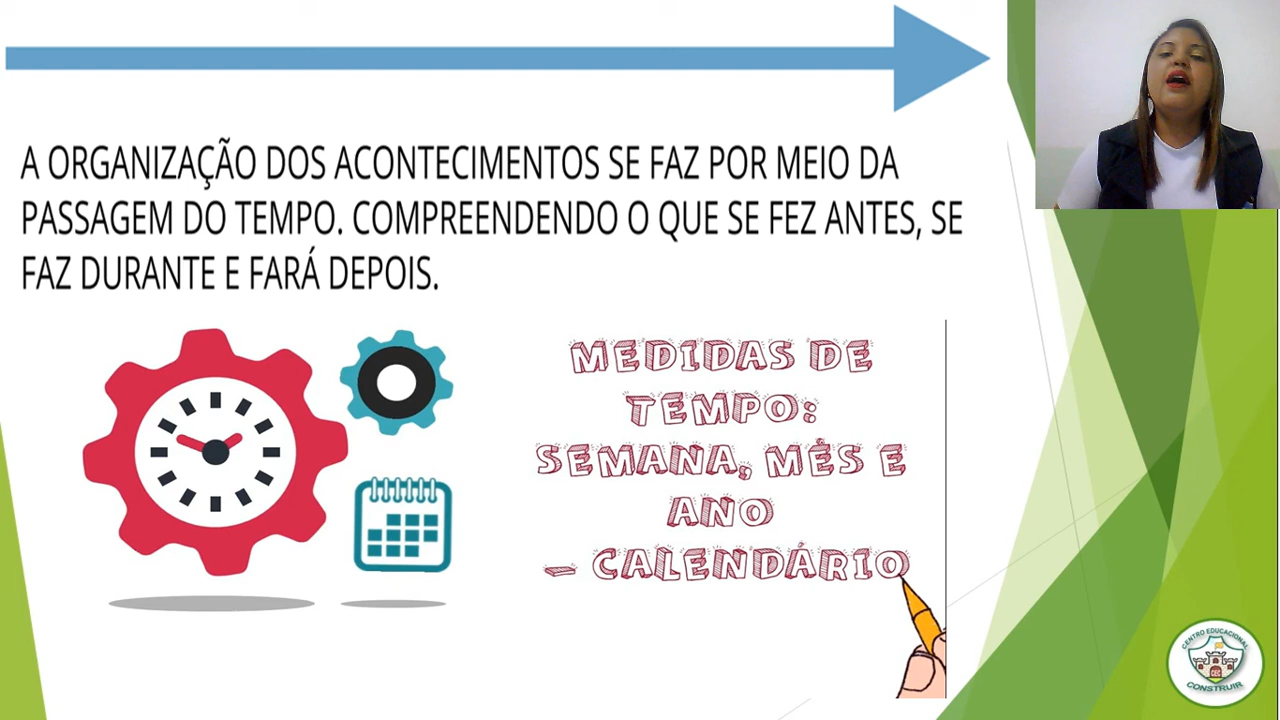 A ORGANIZAÇÃO DOS ACONTECIMENTOS SE FAZ POR MEIO DA
PASSAGEM DO TEMPO. COMPREENDENDO O QUE SE FEZ ANTES, SE
FAZ DURANTE E FARÁ DEPOIS.
MEDIDAS DE
TEMPO:
SEMANA, MÊS E
ANO
– CALENDÁRIO
CENTRO EDUCACIONAL
CEC
CONSTRUIR